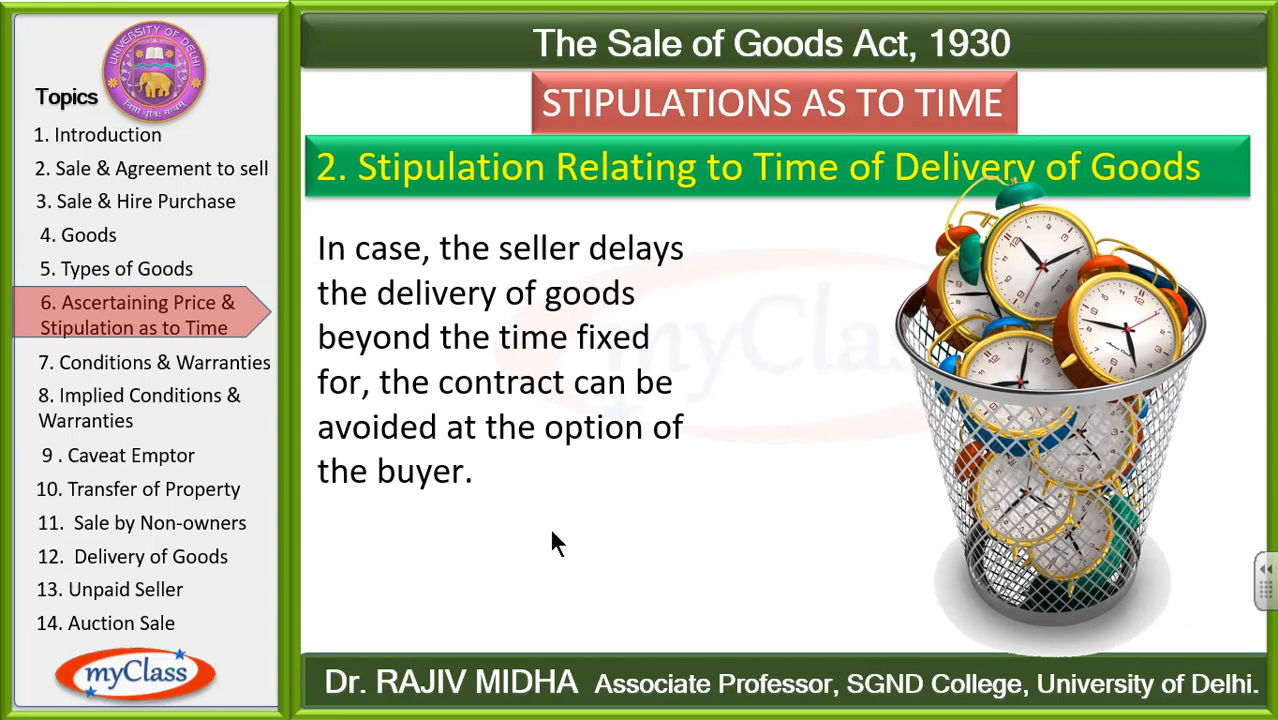 The Sale of Goods Act, 1930
STIPULATIONS AS TO TIME
2. Stipulation Relating to Time of Delivery of Goods
UNIVERSITY OF DELHI
Topics
1. Introduction
2. Sale & Agreement to sell
3. Sale & Hire Purchase
4. Goods
5. Types of Goods
6. Ascertaining Price &
Stipulation as to Time
7. Conditions & Warranties
8. Implied Conditions &
Warranties
9 . Caveat Emptor
10. Transfer of Property
11. Sale by Non-owners
12. Delivery of Goods
13. Unpaid Seller
14. Auction Sale
myClass
In case, the seller delays
the delivery of goods
beyond the time fixed
for, the contract can be
avoided at the option of
the buyer.
myClass
Dr. RAJIV MIDHA Associate Professor, SGND College, University of Delhi.